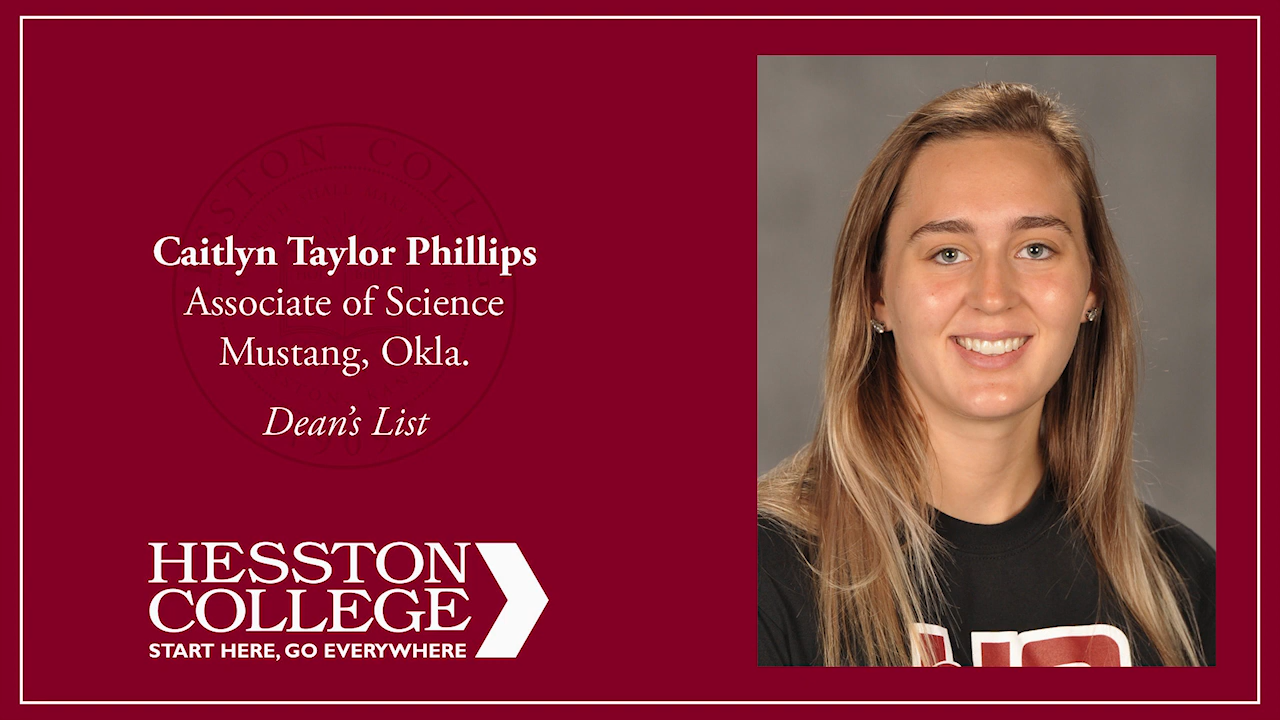 Caitlyn Taylor Phillips
Associate of Science
Mustang, Okla.
Dean's List
HESSTON
COLLEGE
START HERE, GO EVERYWHERE